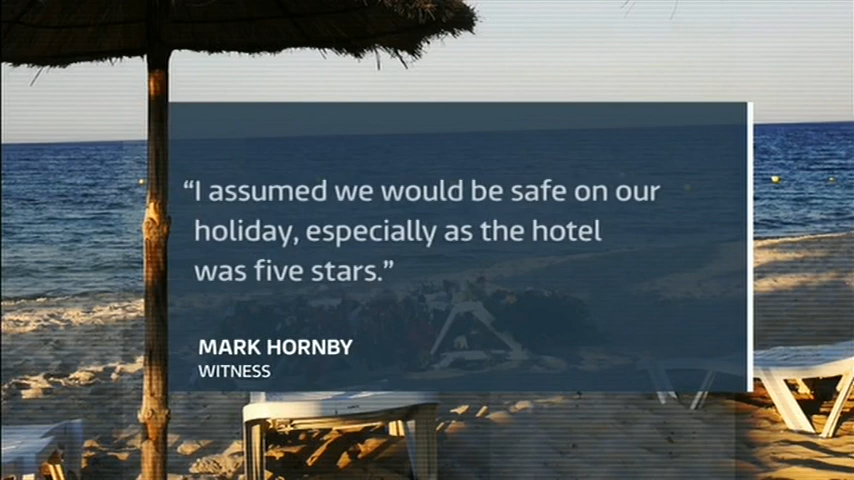 “I assumed we would be safe on our
holiday, especially as the hotel
was five stars.”
MARK HORNBY
WITNESS